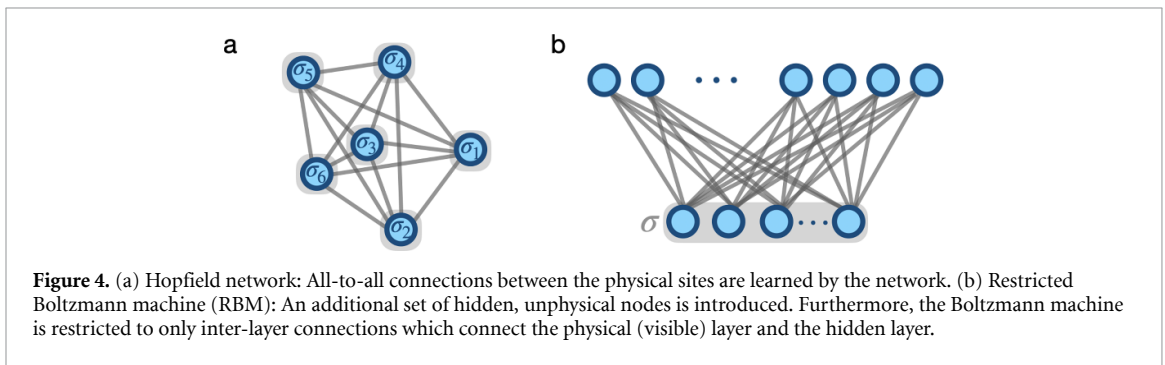 a
b
σ5
σ4
σ3
σ1
σ6
σ2
...
σ
...
Figure 4. (a) Hopfield network: All-to-all connections between the physical sites are learned by the network. (b) Restricted
Boltzmann machine (RBM): An additional set of hidden, unphysical nodes is introduced. Furthermore, the Boltzmann machine
is restricted to only inter-layer connections which connect the physical (visible) layer and the hidden layer.